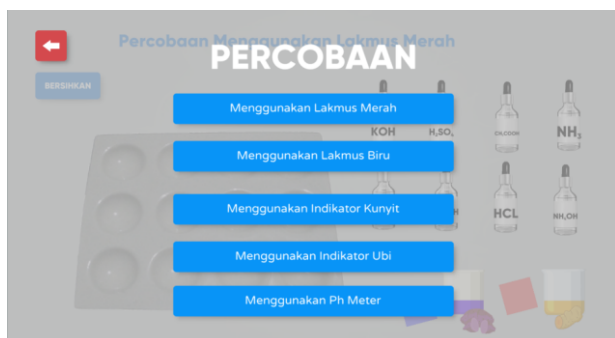 Percobaan Menggunakan Lakmus Merah
PERCOBAAN
BERSIHKAN
Menggunakan Lakmus Merah
KOH
H₂SO₄
NH₃
Menggunakan Lakmus Biru
Menggunakan Indikator Kunyit
HCL
NH₄OH
Menggunakan Indikator Ubi
Menggunakan Ph Meter